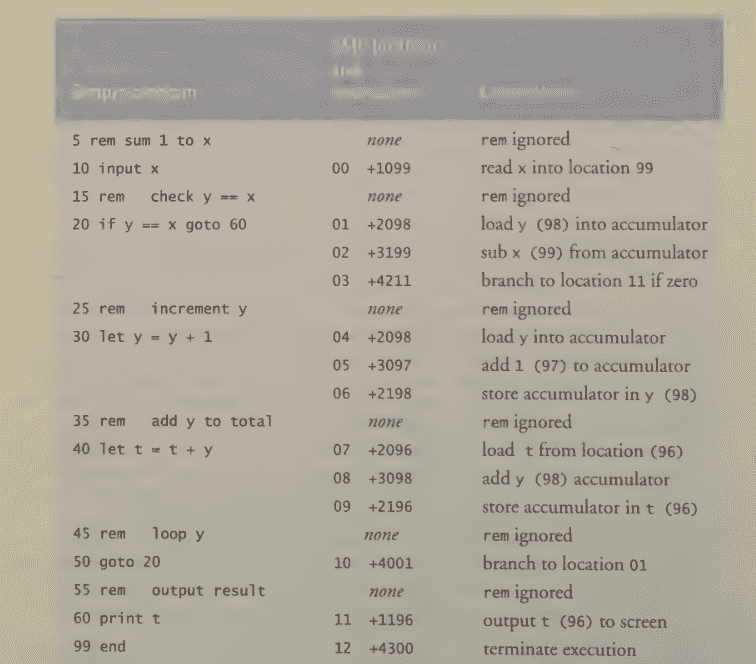 5 rem sum 1 to x none rem ignored
10 input x 00 +1099 read x into location 99
15 rem check y == x none rem ignored
20 if y == x goto 60 01 +2098 load y (98) into accumulator
02 +3199 sub x (99) from accumulator
03 +4211 branch to location 11 if zero
25 rem increment y none rem ignored
30 let y = y + 1 04 +2098 load y into accumulator
05 +3097 add 1 (97) to accumulator
06 +2198 store accumulator in y (98)
35 rem add y to total none rem ignored
40 let t = t + y 07 +2096 load t from location (96)
08 +3098 add y (98) accumulator
09 +2196 store accumulator in t (96)
45 rem loop y none rem ignored
50 goto 20 10 +4001 branch to location 01
55 rem output result none rem ignored
60 print t 11 +1196 output t (96) to screen
99 end 12 +4300 terminate execution